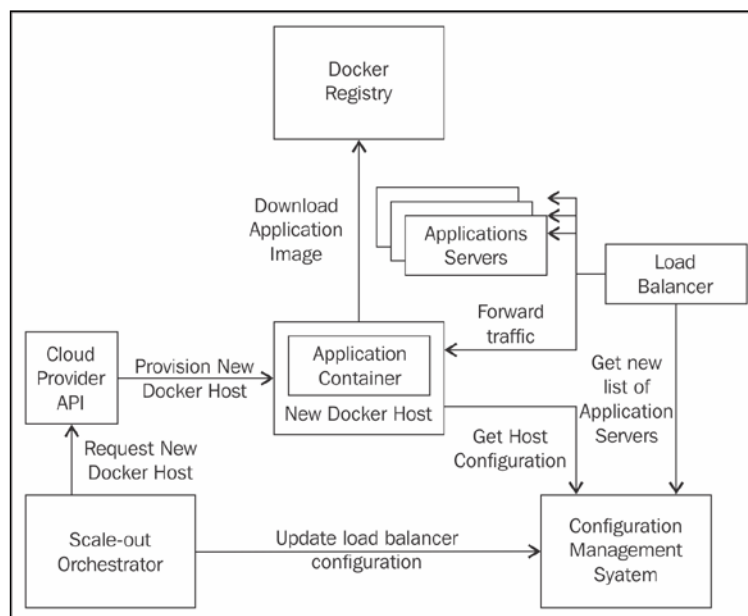 Docker
Registry
Download
Application
Image
Applications
Servers
Load
Balancer
Forward
traffic
Cloud
Provider
API
Provision New
Docker Host
Application
Container
New Docker Host
Get new
list of
Application
Servers
Request New
Docker Host
Get Host
Configuration
Scale-out
Orchestrator
Update load balancer
configuration
Configuration
Management
System